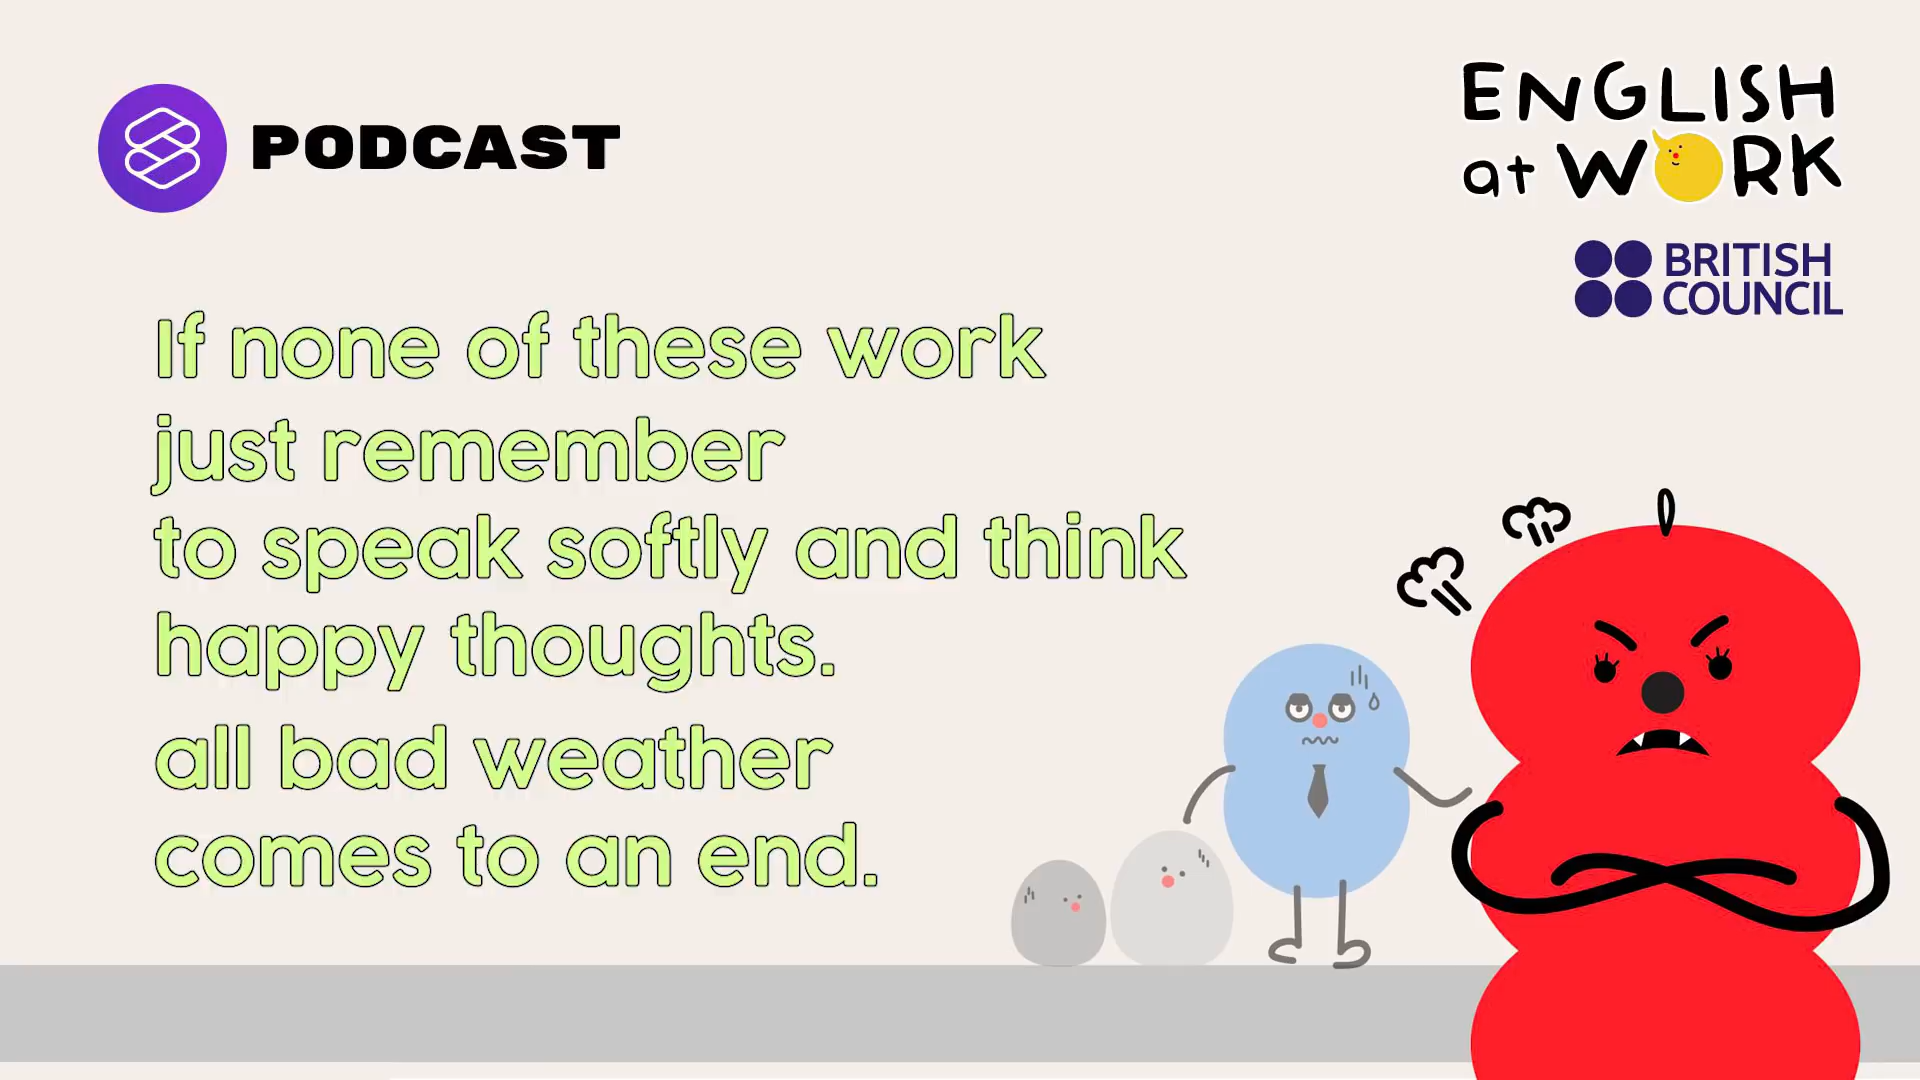 PODCAST
ENGLISH
at WORK
BRITISH
COUNCIL
If none of these work
just remember
to speak softly and think
happy thoughts.
all bad weather
comes to an end.